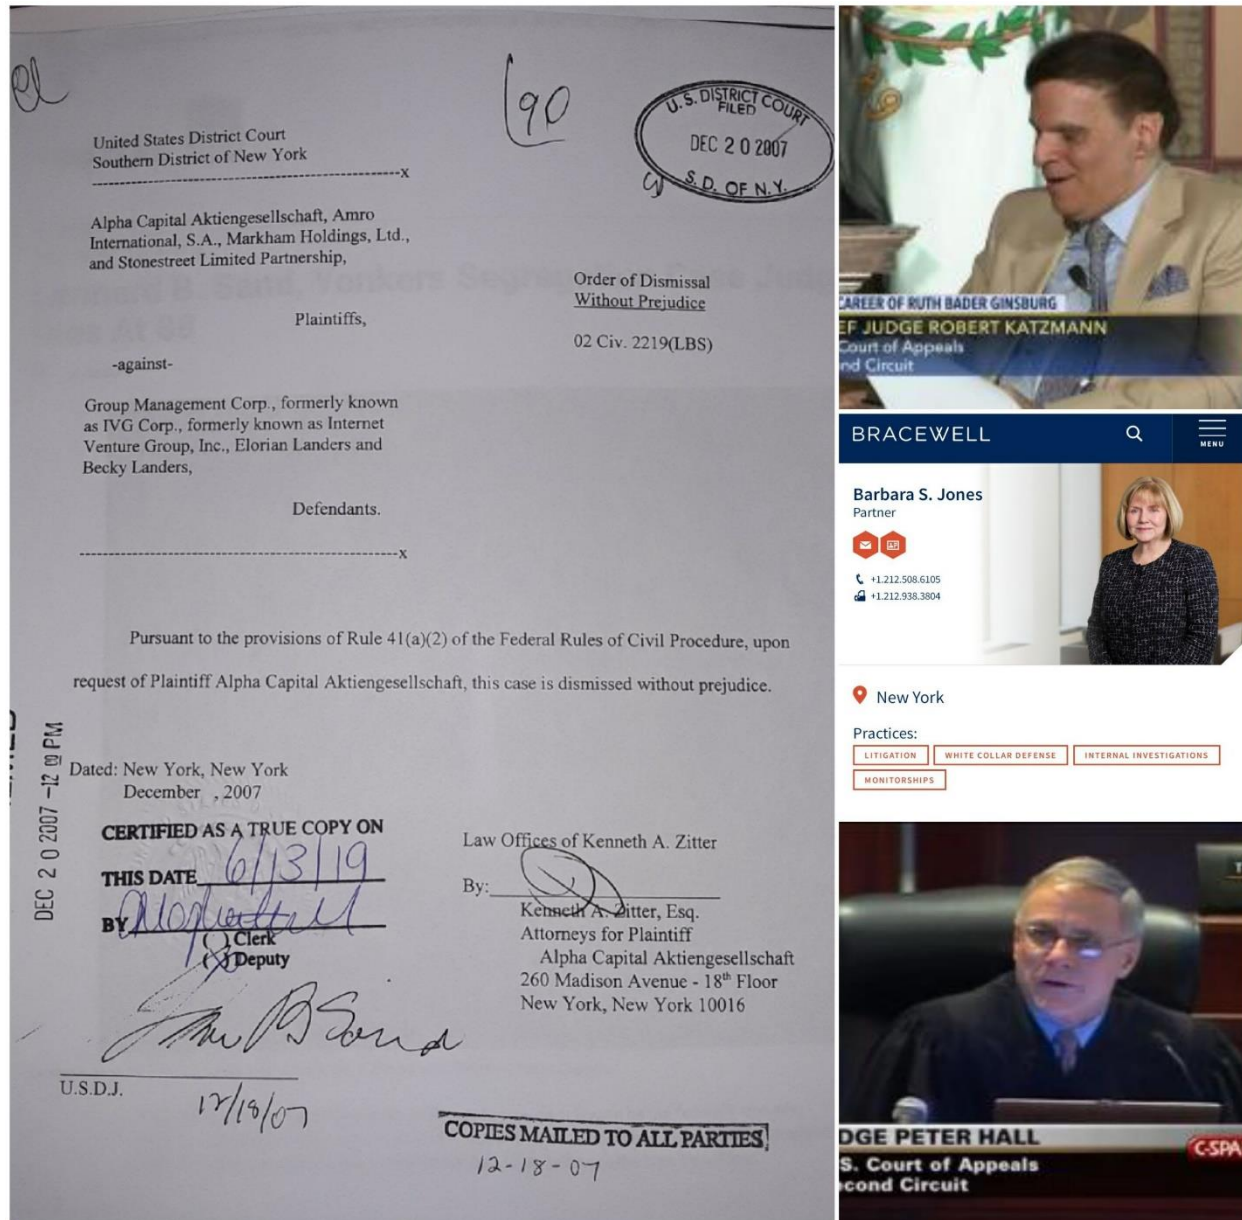 90
U.S. DISTRICT COURT
FILED
DEC 20 2007
S. D. OF N.Y.
United States District Court
Southern District of New York
--------------------------------------------x
Alpha Capital Aktiengesellschaft, Amro
International, S.A., Markham Holdings, Ltd.,
and Stonestreet Limited Partnership,
Plaintiffs,
-against-
Group Management Corp., formerly known
as IVG Corp., formerly known as Internet
Venture Group, Inc., Elorian Landers and
Becky Landers,
Defendants.
--------------------------------------------x
Order of Dismissal
Without Prejudice
02 Civ. 2219(LBS)
Pursuant to the provisions of Rule 41(a)(2) of the Federal Rules of Civil Procedure, upon
request of Plaintiff Alpha Capital Aktiengesellschaft, this case is dismissed without prejudice.
DEC 20 2007 -12 00 PM
Dated: New York, New York
December , 2007
CERTIFIED AS A TRUE COPY ON
THIS DATE 6/13/19
BY
( ) Clerk
( ) Deputy
U.S.D.J.
12/18/07
Law Offices of Kenneth A. Zitter
By:
Kenneth A. Zitter, Esq.
Attorneys for Plaintiff
Alpha Capital Aktiengesellschaft
260 Madison Avenue - 18th Floor
New York, New York 10016
COPIES MAILED TO ALL PARTIES
12-18-07
CAREER OF RUTH BADER GINSBURG
EF JUDGE ROBERT KATZMANN
Court of Appeals
nd Circuit
BRACEWELL
MENU
Barbara S. Jones
Partner
+1.212.508.6105
+1.212.938.3804
New York
Practices:
LITIGATION
WHITE COLLAR DEFENSE
INTERNAL INVESTIGATIONS
MONITORSHIPS
DGE PETER HALL
S. Court of Appeals
cond Circuit
C-SPA